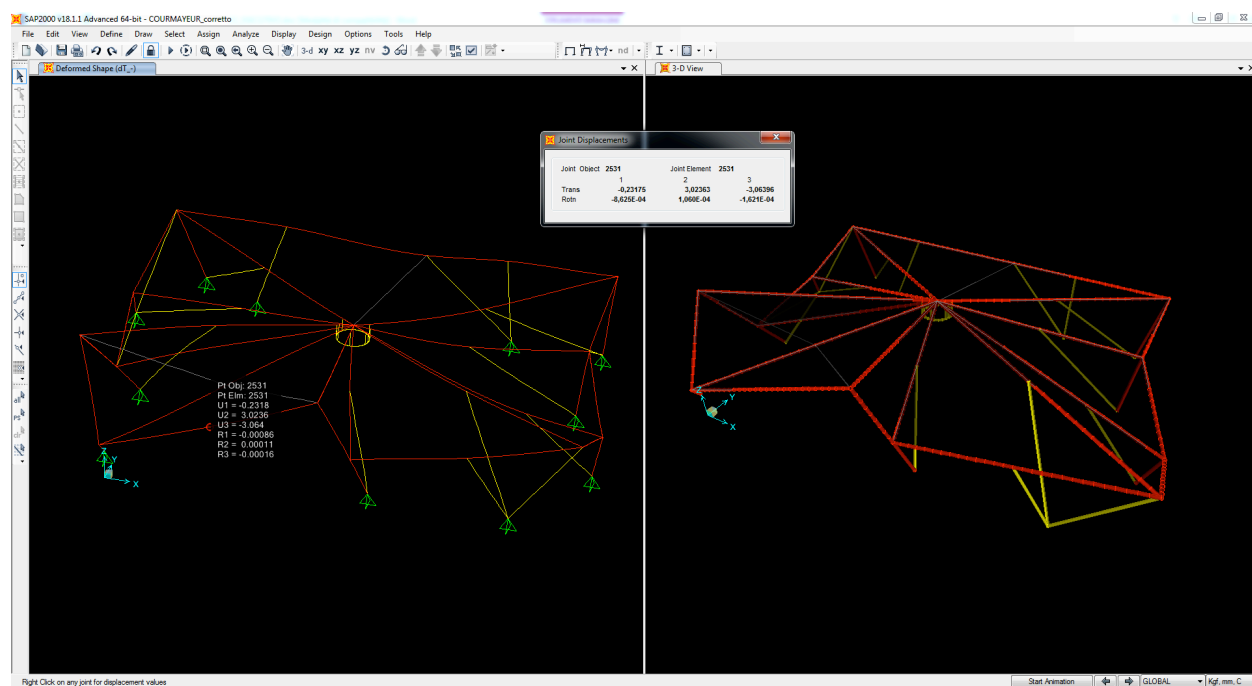 SAP2000 v18.1.1 Advanced 64-bit - COURMAYEUR_corretto
File Edit View Define Draw Select Assign Analyze Display Design Options Tools Help
3-d xy xz yz nv
nd
Deformed Shape (dT_-)
3-D View
Joint Displacements
Joint Object 2531 Joint Element 2531
1 2 3
Trans -0,23175 3,02363 -3,06396
Rotn -8,625E-04 1,060E-04 -1,621E-04
Pt Obj: 2531
Pt Elm: 2531
U1 = -0.2318
U2 = 3.0236
U3 = -3.064
R1 = -0.00086
R2 = 0.00011
R3 = -0.00016
Z
Y
X
Z
Y
X
all
PS
clr
Right Click on any joint for displacement values
Start Animation
GLOBAL
Kgf, mm, C